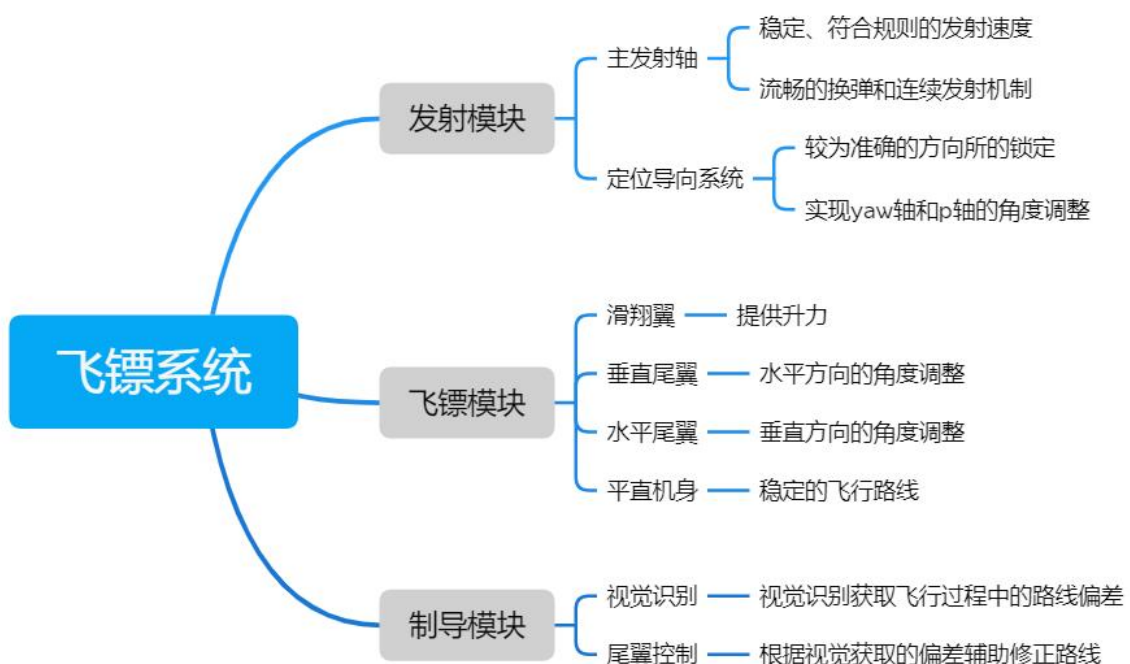 飞镖系统
发射模块
主发射轴
稳定、符合规则的发射速度
流畅的换弹和连续发射机制
定位导向系统
较为准确的方向所的锁定
实现yaw轴和p轴的角度调整
飞镖模块
滑翔翼
提供升力
垂直尾翼
水平方向的角度调整
水平尾翼
垂直方向的角度调整
平直机身
稳定的飞行路线
制导模块
视觉识别
视觉识别获取飞行过程中的路线偏差
尾翼控制
根据视觉获取的偏差辅助修正路线